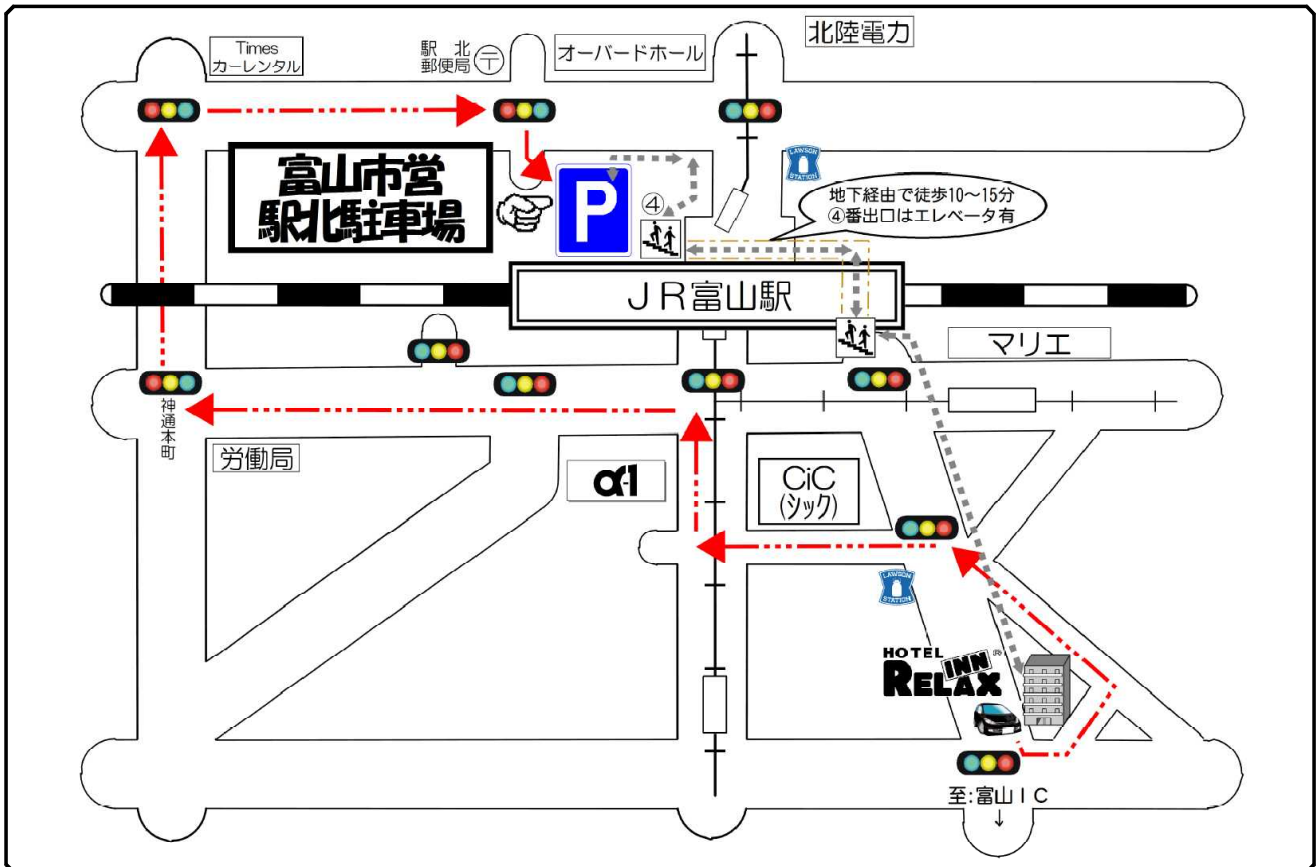 北陸電力
Times
カーレンタル
駅 北
郵便局
オーバードホール
富山市営
駅北駐車場
P
④
LAWSON
STATION
地下経由で徒歩10~15分
④番出口はエレベータ有
JR富山駅
マリエ
神通本町
労働局
α-1
CiC
(シック)
LAWSON
STATION
HOTEL
RELAX INN®
至:富山IC
↓